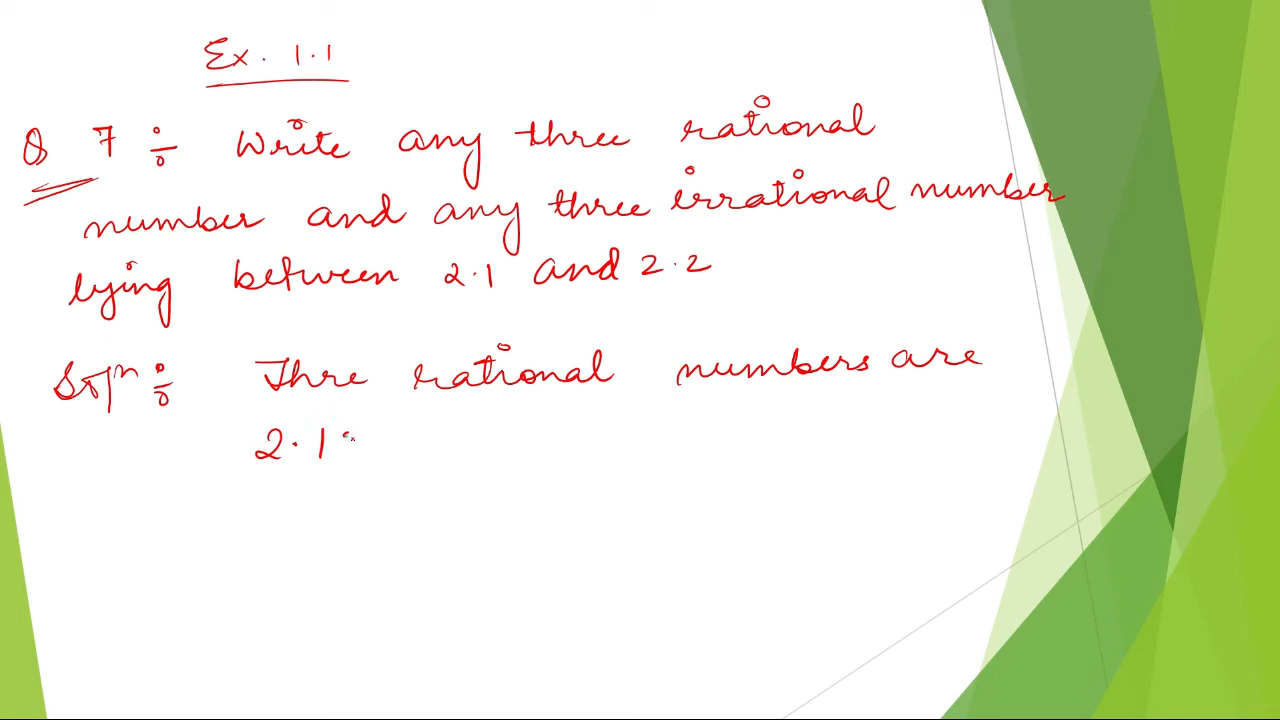 Ex. 1.1
Q 7 ÷ Write any three rational
number and any three irrational number
lying between 2.1 and 2.2
Sol^n ÷ Thre rational numbers are
2.1